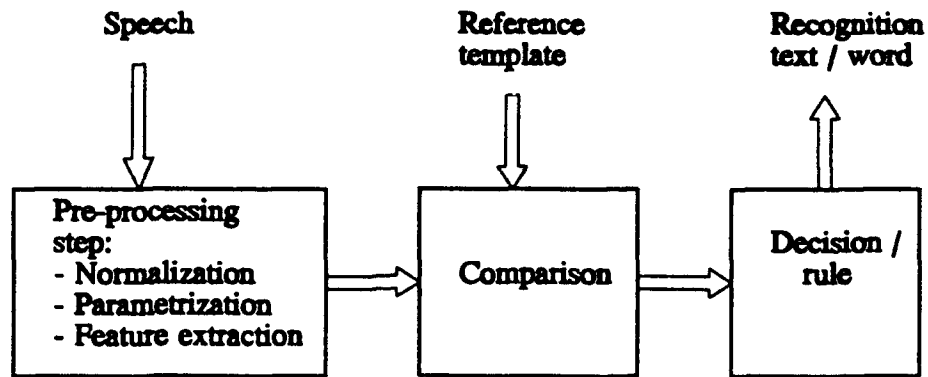 Speech
Reference
template
Recognition
text / word
Pre-processing
step:
- Normalization
- Parametrization
- Feature extraction
Comparison
Decision /
rule